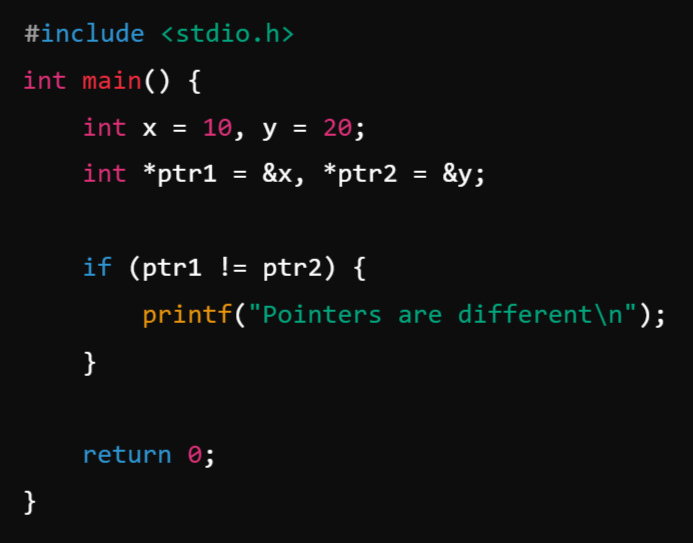 #include <stdio.h>
int main() {
    int x = 10, y = 20;
    int *ptr1 = &x, *ptr2 = &y;

    if (ptr1 != ptr2) {
        printf("Pointers are different\n");
    }

    return 0;
}